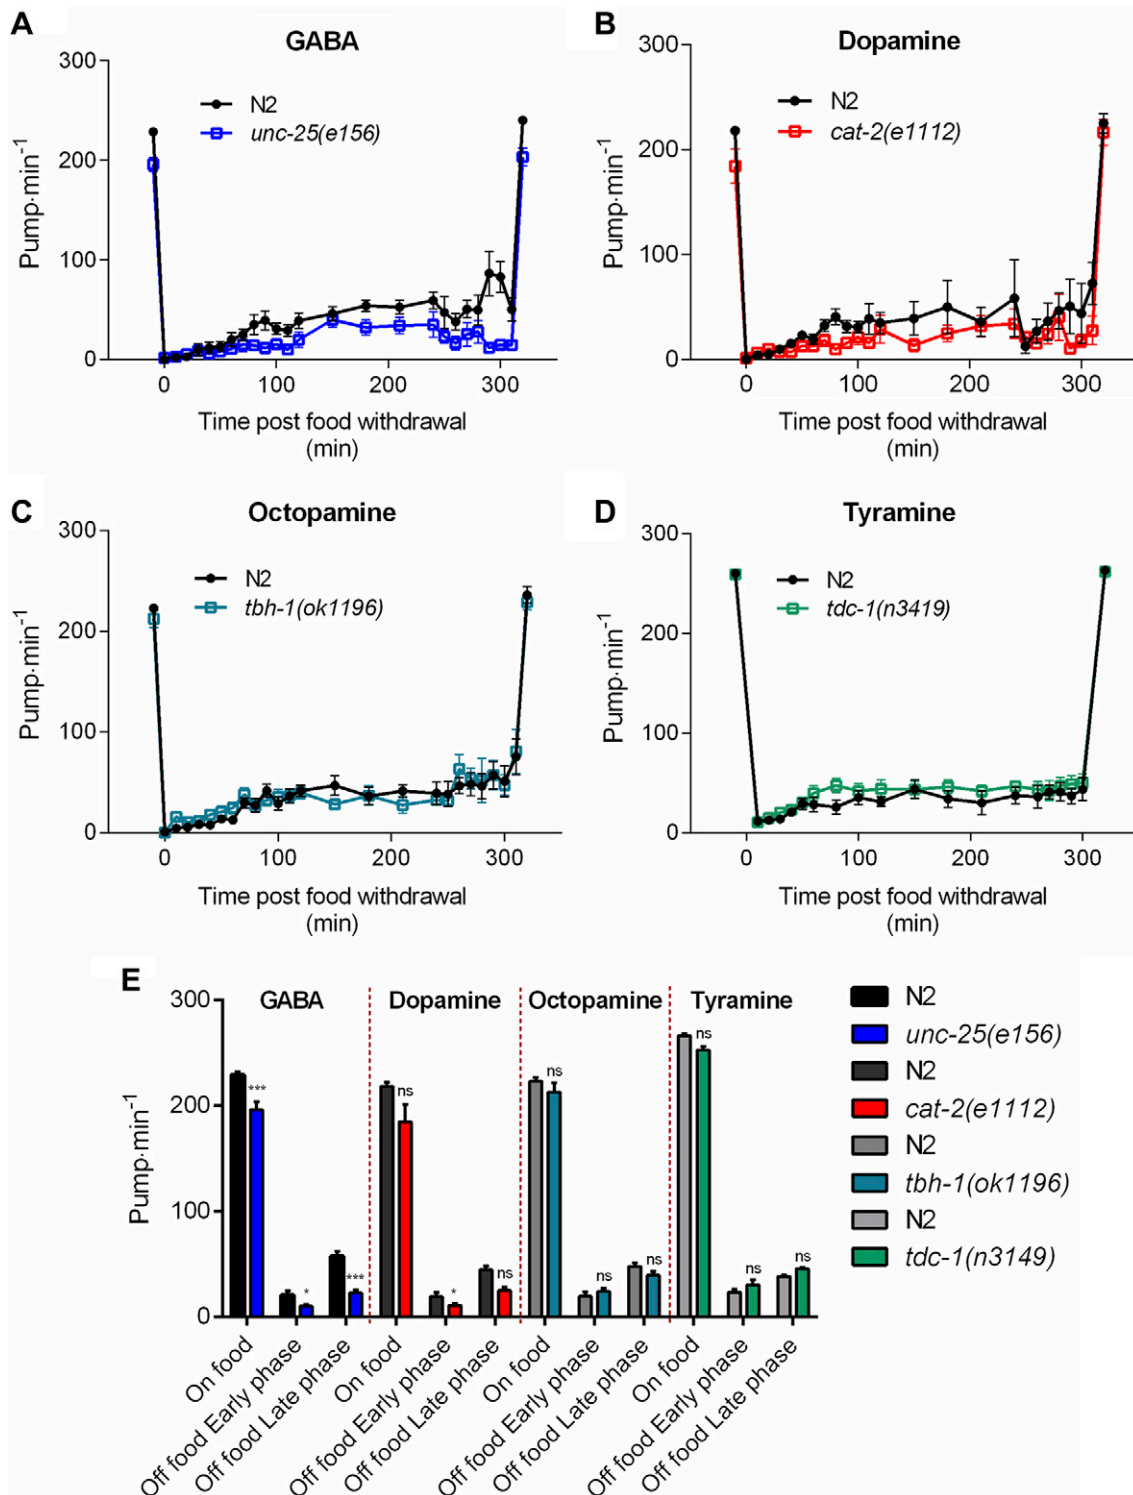 A
GABA
N2
unc-25(e156)
Pump·min-1
300
200
100
0
0 100 200 300
Time post food withdrawal
(min)
B
Dopamine
N2
cat-2(e1112)
Pump·min-1
300
200
100
0
0 100 200 300
Time post food withdrawal
(min)
C
Octopamine
N2
tbh-1(ok1196)
Pump·min-1
300
200
100
0
0 100 200 300
Time post food withdrawal
(min)
D
Tyramine
N2
tdc-1(n3419)
Pump·min-1
300
200
100
0
0 100 200 300
Time post food withdrawal
(min)
E
GABA Dopamine Octopamine Tyramine
Pump·min-1
300
200
100
0
*** * ***
ns * ns
ns ns ns
ns ns ns
On food
Off food Early phase
Off food Late phase
On food
Off food Early phase
Off food Late phase
On food
Off food Early phase
Off food Late phase
On food
Off food Early phase
Off food Late phase
N2
unc-25(e156)
N2
cat-2(e1112)
N2
tbh-1(ok1196)
N2
tdc-1(n3149)